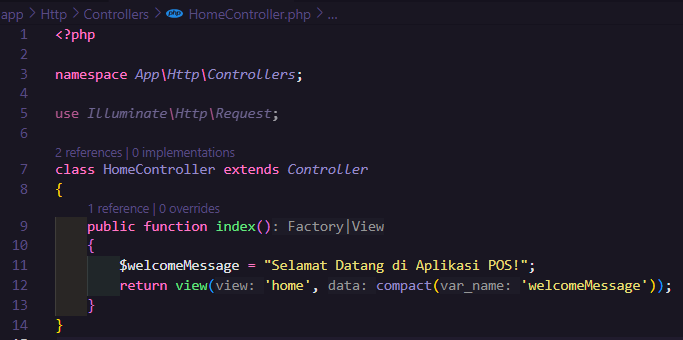 app > Http > Controllers > php HomeController.php > ...
1 <?php
2
3 namespace App\Http\Controllers;
4
5 use Illuminate\Http\Request;
6
2 references | 0 implementations
7 class HomeController extends Controller
8 {
1 reference | 0 overrides
9 public function index(): Factory|View
10 {
11 $welcomeMessage = "Selamat Datang di Aplikasi POS!";
12 return view(view: 'home', data: compact(var_name: 'welcomeMessage'));
13 }
14 }